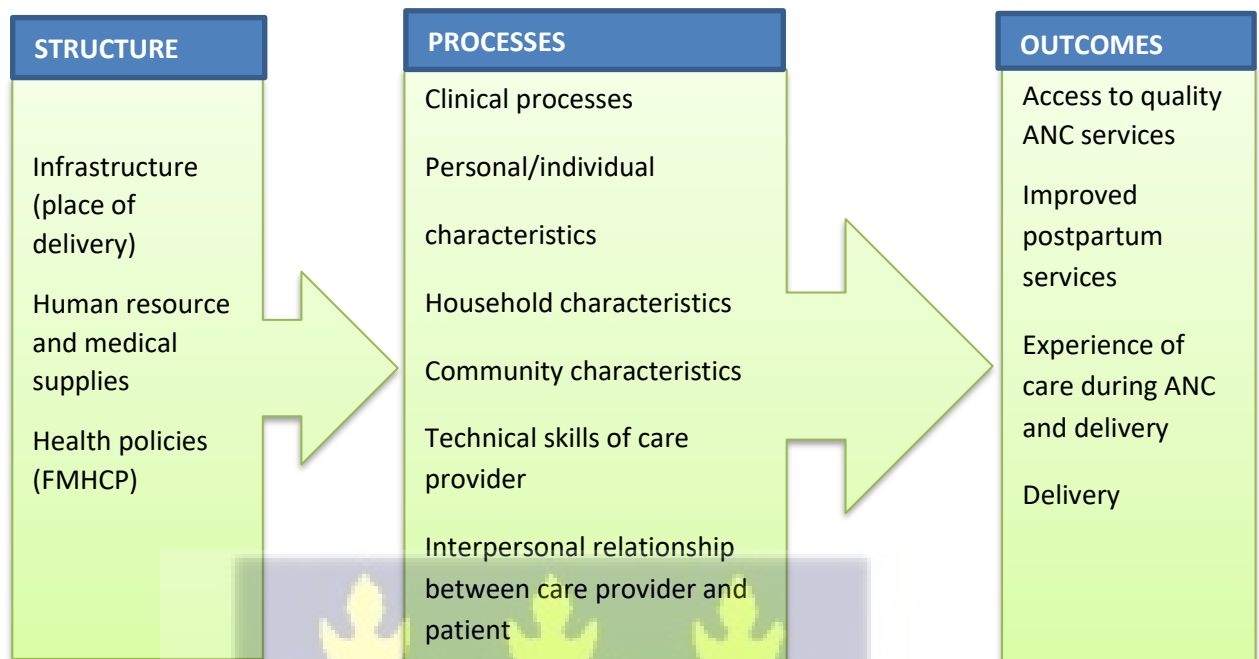 STRUCTURE
Infrastructure
(place of
delivery)
Human resource
and medical
supplies
Health policies
(FMHCP)
PROCESSES
Clinical processes
Personal/individual
characteristics
Household characteristics
Community characteristics
Technical skills of care
provider
Interpersonal relationship
between care provider and
patient
OUTCOMES
Access to quality
ANC services
Improved
postpartum
services
Experience of
care during ANC
and delivery
Delivery